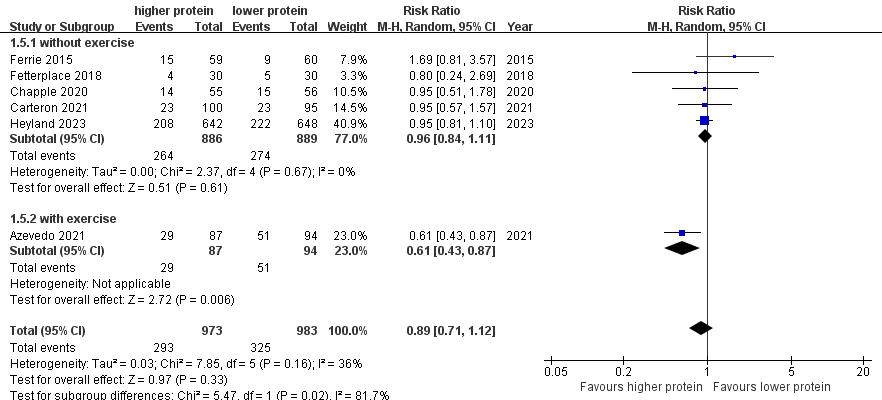 higher protein lower protein Risk Ratio Risk Ratio
Study or Subgroup Events Total Events Total Weight M-H, Random, 95% CI Year M-H, Random, 95% CI
1.5.1 without exercise
Ferrie 2015 15 59 9 60 7.9% 1.69 [0.81, 3.57] 2015
Fetterplace 2018 4 30 5 30 3.3% 0.80 [0.24, 2.69] 2018
Chapple 2020 14 55 15 56 10.5% 0.95 [0.51, 1.78] 2020
Carteron 2021 23 100 23 95 14.5% 0.95 [0.57, 1.57] 2021
Heyland 2023 208 642 222 648 40.9% 0.95 [0.81, 1.10] 2023
Subtotal (95% CI) 886 889 77.0% 0.96 [0.84, 1.11]
Total events 264 274
Heterogeneity: Tau² = 0.00; Chi² = 2.37, df = 4 (P = 0.67); I² = 0%
Test for overall effect: Z = 0.51 (P = 0.61)
1.5.2 with exercise
Azevedo 2021 29 87 51 94 23.0% 0.61 [0.43, 0.87] 2021
Subtotal (95% CI) 87 94 23.0% 0.61 [0.43, 0.87]
Total events 29 51
Heterogeneity: Not applicable
Test for overall effect: Z = 2.72 (P = 0.006)
Total (95% CI) 973 983 100.0% 0.89 [0.71, 1.12]
Total events 293 325
Heterogeneity: Tau² = 0.03; Chi² = 7.85, df = 5 (P = 0.16); I² = 36%
Test for overall effect: Z = 0.97 (P = 0.33)
Test for subgroup differences: Chi² = 5.47, df = 1 (P = 0.02), I² = 81.7%
0.05 0.2 1 5 20
Favours higher protein Favours lower protein